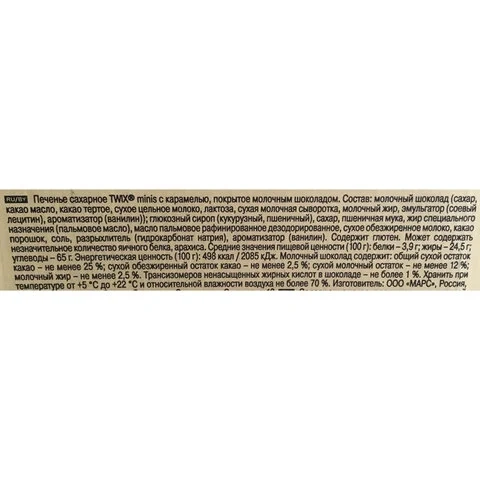 RU/BY Печенье сахарное TWIX® minis с карамелью, покрытое молочным шоколадом. Состав: молочный шоколад (сахар,
какао масло, какао тертое, сухое цельное молоко, лактоза, сухая молочная сыворотка, молочный жир, эмульгатор (соевый
лецитин), ароматизатор (ванилин)); глюкозный сироп (кукурузный, пшеничный), сахар, пшеничная мука, жир специального
назначения (пальмовое масло), масло пальмовое рафинированное дезодорированное, сухое обезжиренное молоко, какао
порошок, соль, разрыхлитель (гидрокарбонат натрия), ароматизатор (ванилин). Содержит глютен. Может содержать
незначительное количество яичного белка, арахиса. Средние значения пищевой ценности (100 г): белки – 3,9 г; жиры – 24,5 г;
углеводы – 65 г. Энергетическая ценность (100 г): 498 ккал / 2085 кДж. Молочный шоколад содержит: общий сухой остаток
какао – не менее 25 %; сухой обезжиренный остаток какао – не менее 2,5 %; сухой молочный остаток – не менее 12 %;
молочный жир – не менее 2,5 %; массовая доля насыщенных жирных кислот в шоколаде – не более 1 %. Хранить при
температуре от +5 °С до +22 °С и относительной влажности воздуха не более 70 %. Изготовитель: ООО «МАРС», Россия,